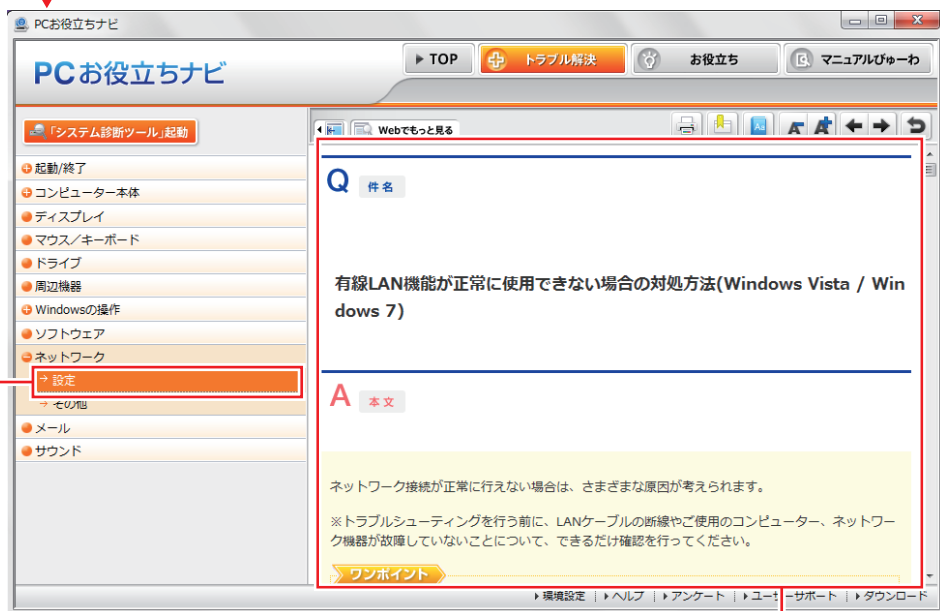 PCお役立ちナビ
PCお役立ちナビ
TOP
トラブル解決
お役立ち
マニュアルびゅーわ
「システム診断ツール」起動
起動/終了
コンピューター本体
ディスプレイ
マウス/キーボード
ドライブ
周辺機器
Windowsの操作
ソフトウェア
ネットワーク
→ 設定
→ その他
メール
サウンド
Webでもっと見る
Q 件名
有線LAN機能が正常に使用できない場合の対処方法(Windows Vista / Win
dows 7)
A 本文
ネットワーク接続が正常に行えない場合は、さまざまな原因が考えられます。
※トラブルシューティングを行う前に、LANケーブルの断線やご使用のコンピューター、ネットワー
ク機器が故障していないことについて、できるだけ確認を行ってください。
ワンポイント
環境設定 ヘルプ アンケート ユーザーサポート ダウンロード